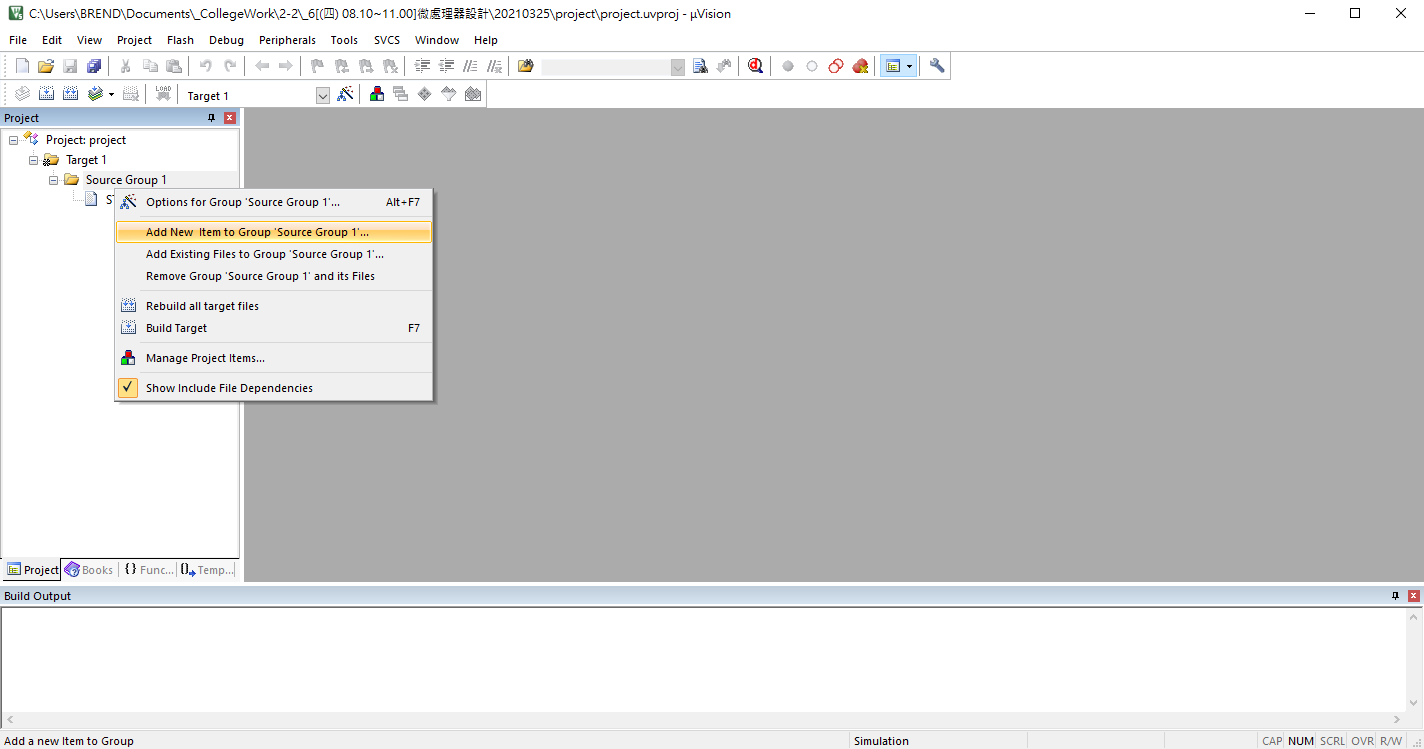 C:\Users\BREND\Documents\_CollegeWork\2-2\_6[(四) 08.10~11.00]微處理器設計\20210325\project\project.uvproj - µVision
File Edit View Project Flash Debug Peripherals Tools SVCS Window Help
LOAD Target 1
Project
Project: project
Target 1
Source Group 1
Options for Group 'Source Group 1'... Alt+F7
Add New  Item to Group 'Source Group 1'...
Add Existing Files to Group 'Source Group 1'...
Remove Group 'Source Group 1' and its Files
Rebuild all target files
Build Target F7
Manage Project Items...
Show Include File Dependencies
Project Books {} Func... 0 Temp...
Build Output
Add a new Item to Group Simulation CAP NUM SCRL OVR R/W